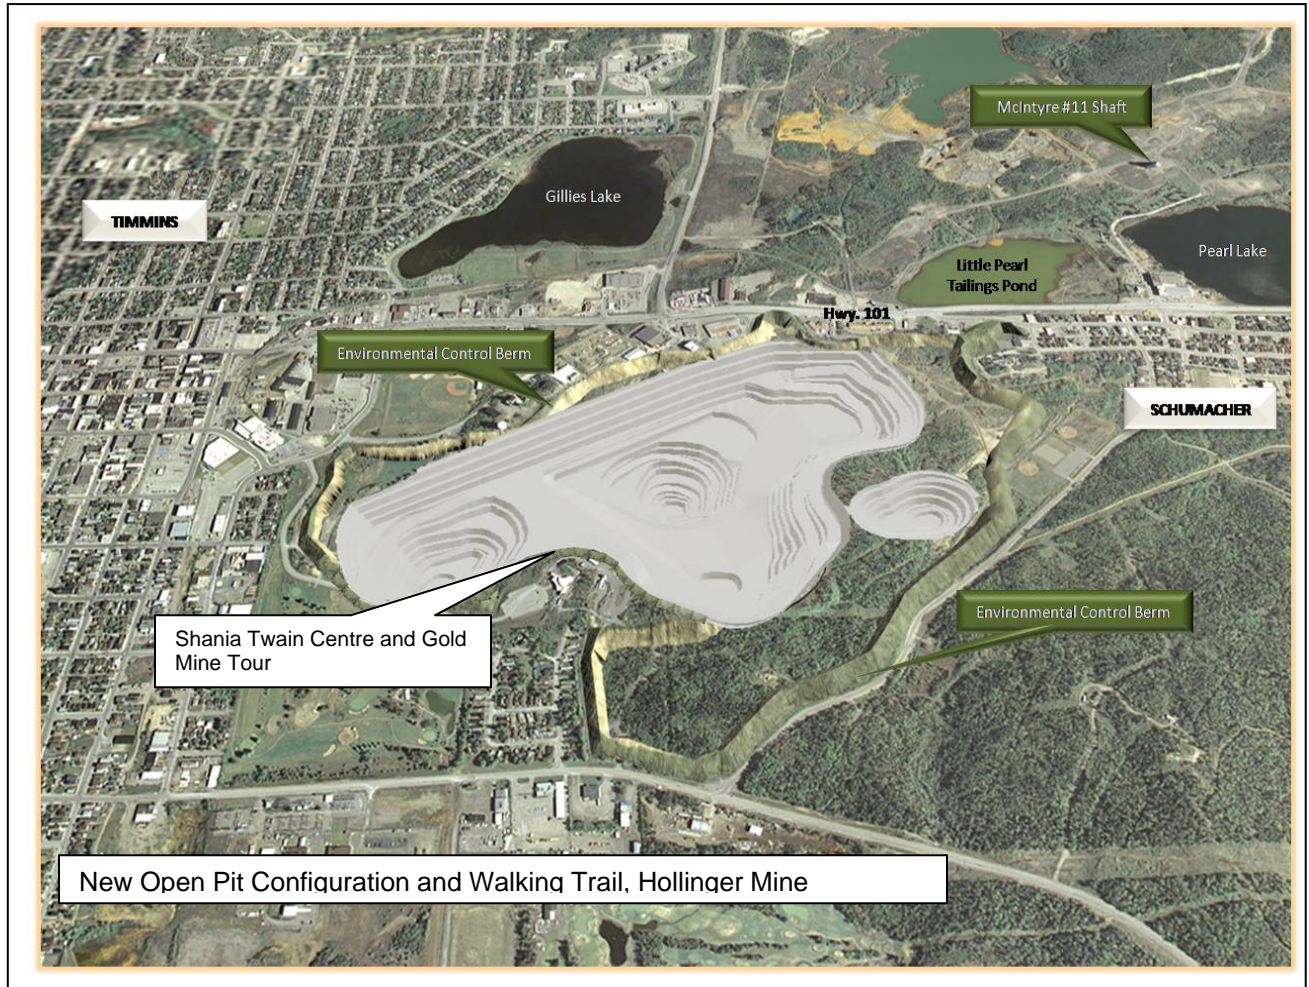 McIntyre #11 Shaft
Gillies Lake
TIMMINS
Pearl Lake
Little Pearl
Tailings Pond
Hwy. 101
Environmental Control Berm
SCHUMACHER
Environmental Control Berm
Shania Twain Centre and Gold
Mine Tour
New Open Pit Configuration and Walking Trail, Hollinger Mine